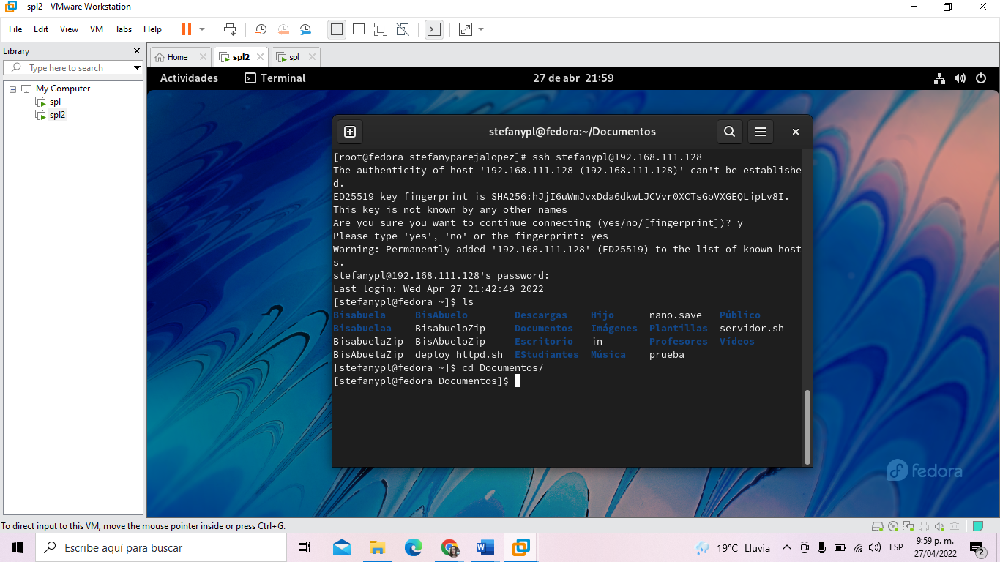 spl2 - VMware Workstation
File Edit View VM Tabs Help
Library
Type here to search
My Computer
spl
spl2
Home spl2 spl
Actividades Terminal 27 de abr 21:59
stefanypl@fedora:~/Documentos
[root@fedora stefanyparejalopez]# ssh stefanypl@192.168.111.128
The authenticity of host '192.168.111.128 (192.168.111.128)' can't be establishe
d.
ED25519 key fingerprint is SHA256:hJjI6uWmJvxDda6dkwLJCVvr0XCTsGoVXGEQLipLv8I.
This key is not known by any other names
Are you sure you want to continue connecting (yes/no/[fingerprint])? y
Please type 'yes', 'no' or the fingerprint: yes
Warning: Permanently added '192.168.111.128' (ED25519) to the list of known host
s.
stefanypl@192.168.111.128's password:
Last login: Wed Apr 27 21:42:49 2022
[stefanypl@fedora ~]$ ls
Bisabuela BisAbuelo Descargas Hijo nano.save Público
Bisabuelaa BisabueloZip Documentos Imágenes Plantillas servidor.sh
BisabuelaZip BisAbueloZip Escritorio in Profesores Vídeos
BisAbuelaZip deploy_httpd.sh EStudiantes Música prueba
[stefanypl@fedora ~]$ cd Documentos/
[stefanypl@fedora Documentos]$
fedora
To direct input to this VM, move the mouse pointer inside or press Ctrl+G.
Escribe aquí para buscar
19°C Lluvia
ESP
9:59 p. m.
27/04/2022
2